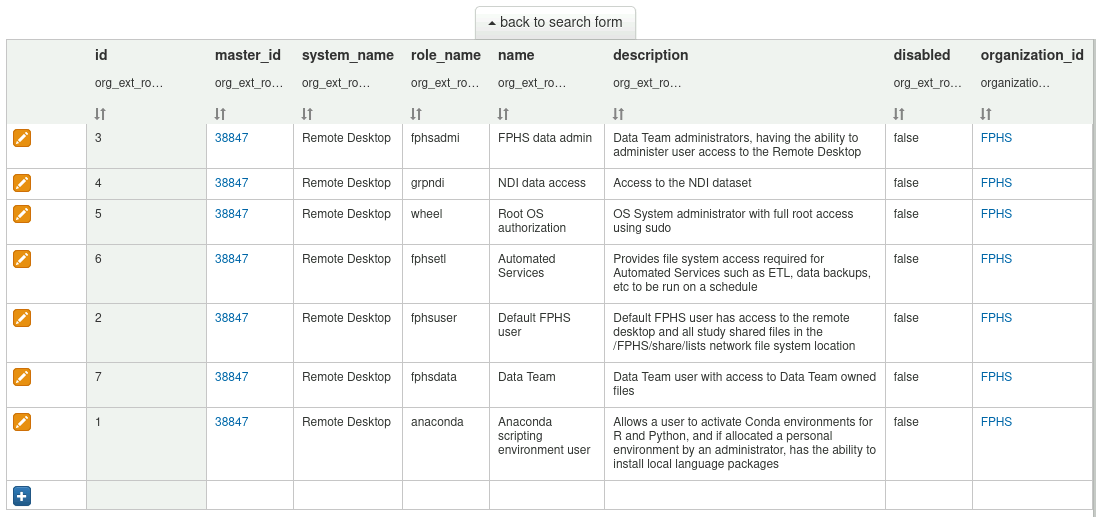 back to search form
id master_id system_name role_name name description disabled organization_id
org_ext_ro… org_ext_ro… org_ext_ro… org_ext_ro… org_ext_ro… org_ext_ro… org_ext_ro… organizatio…
3 38847 Remote Desktop fphsadmi FPHS data admin Data Team administrators, having the ability to false FPHS
administer user access to the Remote Desktop
4 38847 Remote Desktop grpndi NDI data access Access to the NDI dataset false FPHS
5 38847 Remote Desktop wheel Root OS OS System administrator with full root access false FPHS
authorization using sudo
6 38847 Remote Desktop fphsetl Automated Provides file system access required for false FPHS
Services Automated Services such as ETL, data backups,
etc to be run on a schedule
2 38847 Remote Desktop fphsuser Default FPHS Default FPHS user has access to the remote false FPHS
user desktop and all study shared files in the
/FPHS/share/lists network file system location
7 38847 Remote Desktop fphsdata Data Team Data Team user with access to Data Team owned false FPHS
files
1 38847 Remote Desktop anaconda Anaconda Allows a user to activate Conda environments for false FPHS
scripting R and Python, and if allocated a personal
environment user environment by an administrator, has the ability to
install local language packages